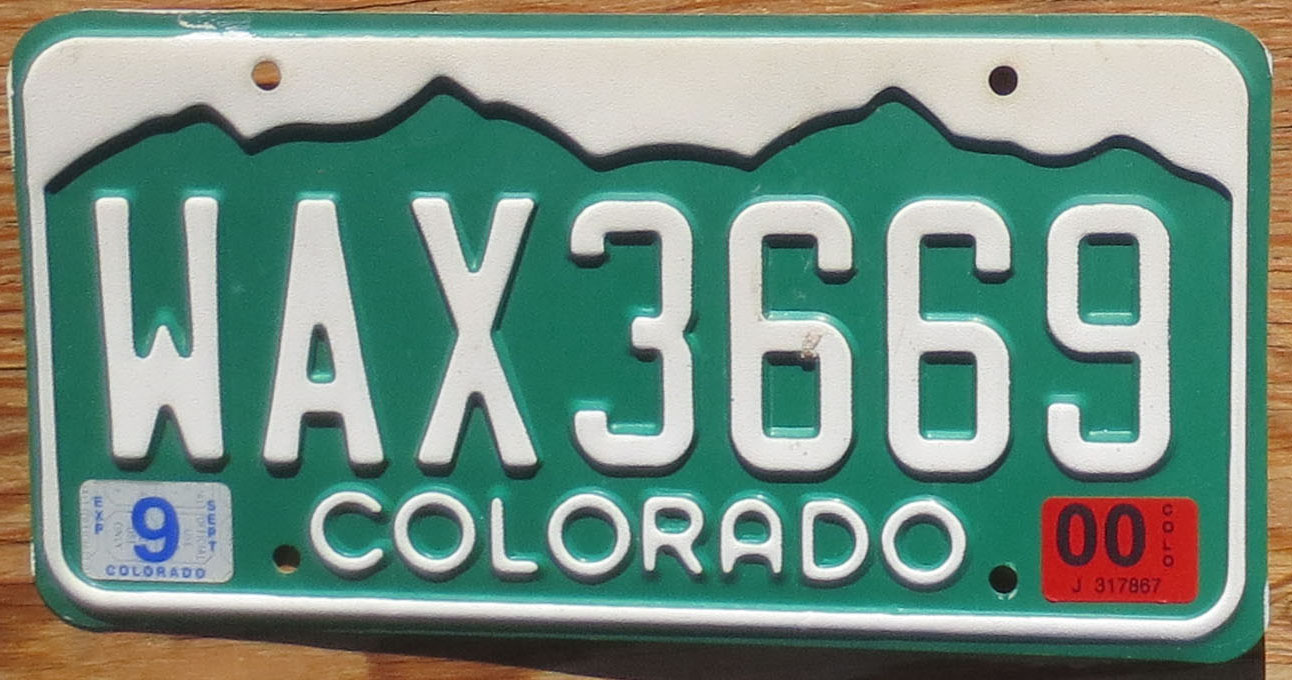 WAX3669
EXP 9 SEPT
COLORADO
COLORADO
00 COLO
J 317867